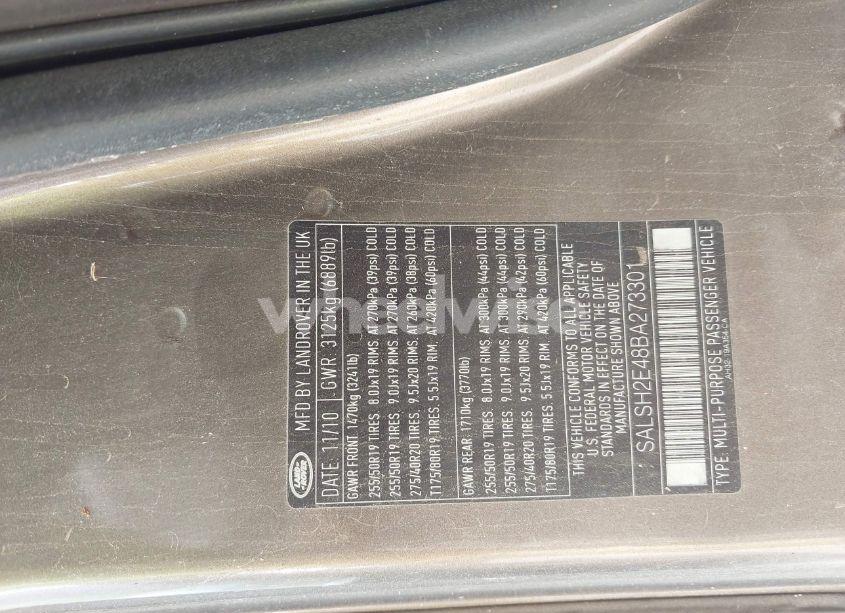 LAND ROVER
MFD BY LANDROVER IN THE UK
DATE: 11/10 GWR: 3125kg (6889lb)
GAWR FRONT: 1470kg (3241lb)
255/50R19 TIRES. 8.0Jx19 RIMS. AT 270kPa (39psi) COLD
255/50R19 TIRES. 9.0Jx19 RIMS. AT 270kPa (39psi) COLD
275/40R20 TIRES. 9.5Jx20 RIMS. AT 260kPa (38psi) COLD
T175/80R19 TIRES. 5.5Jx19 RIM. AT 420kPa (60psi) COLD
GAWR REAR: 1710kg (3770lb)
255/50R19 TIRES. 8.0Jx19 RIMS. AT 300kPa (44psi) COLD
255/50R19 TIRES. 9.0Jx19 RIMS. AT 300kPa (44psi) COLD
275/40R20 TIRES. 9.5Jx20 RIMS. AT 290kPa (42psi) COLD
T175/80R19 TIRES. 5.5Jx19 RIM. AT 420kPa (60psi) COLD
THIS VEHICLE CONFORMS TO ALL APPLICABLE
U.S. FEDERAL MOTOR VEHICLE SAFETY
STANDARDS IN EFFECT ON THE DATE OF
MANUFACTURE SHOWN ABOVE.
SALSH2E48BA273301
TYPE: MULTI-PURPOSE PASSENGER VEHICLE